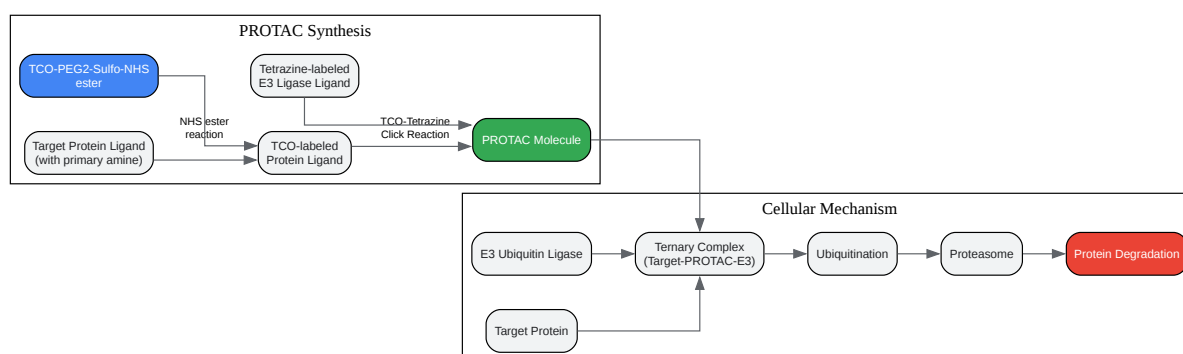 PROTAC Synthesis
TCO-PEG2-Sulfo-NHS
ester
Tetrazine-labeled
E3 Ligase Ligand
NHS ester
reaction
TCO-Tetrazine
Click Reaction
PROTAC Molecule
Target Protein Ligand
(with primary amine)
TCO-labeled
Protein Ligand
Cellular Mechanism
E3 Ubiquitin Ligase
Ternary Complex
(Target-PROTAC-E3)
Ubiquitination
Proteasome
Protein Degradation
Target Protein